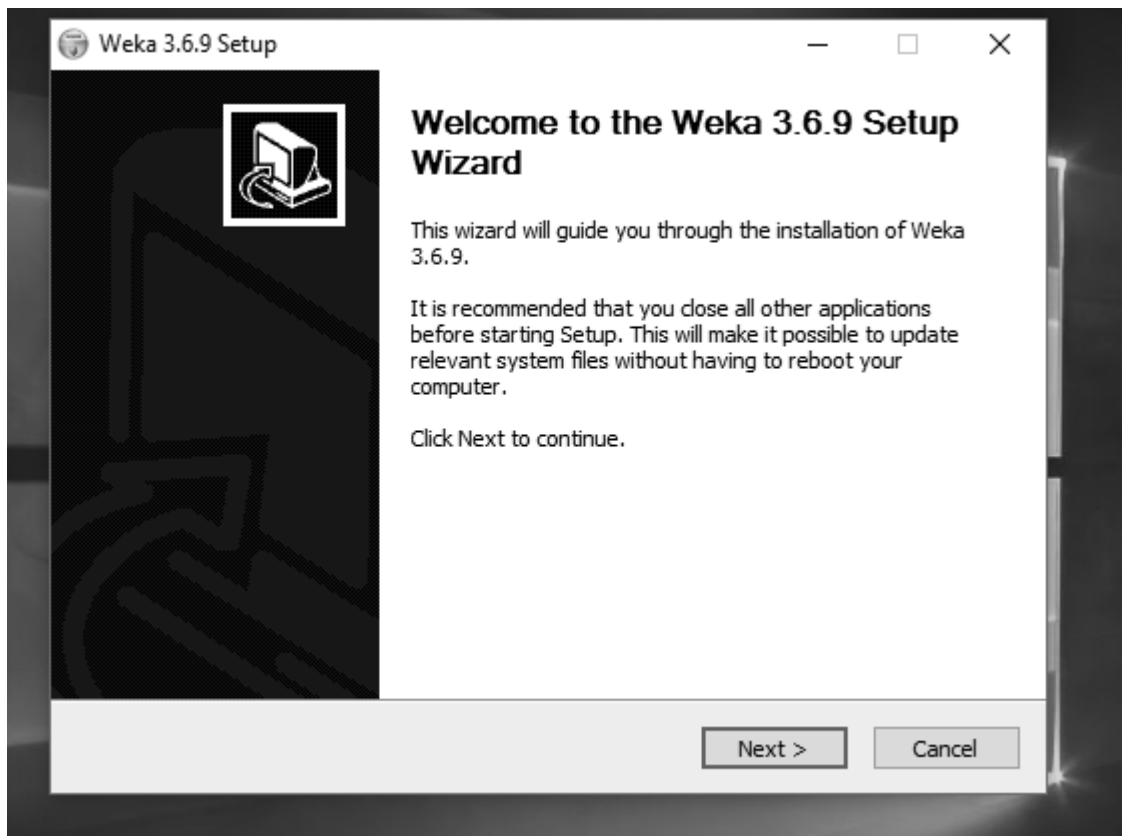 Weka 3.6.9 Setup
Welcome to the Weka 3.6.9 Setup
Wizard
This wizard will guide you through the installation of Weka
3.6.9.
It is recommended that you close all other applications
before starting Setup. This will make it possible to update
relevant system files without having to reboot your
computer.
Click Next to continue.
Next >
Cancel